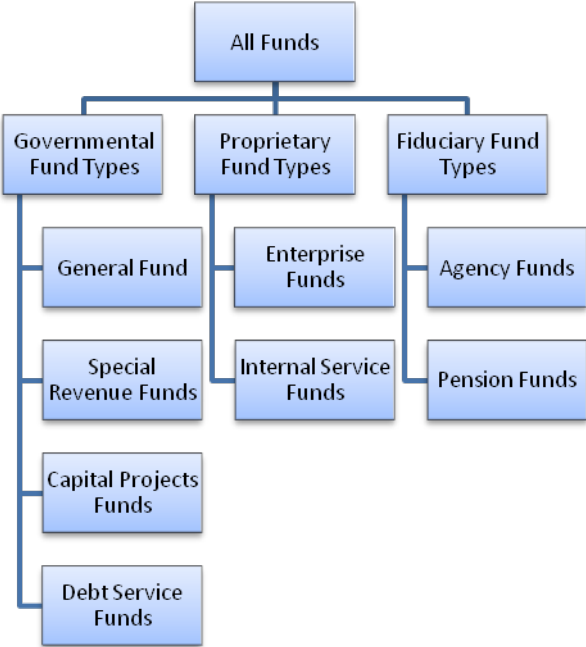 All Funds
Governmental
Fund Types
Proprietary
Fund Types
Fiduciary Fund
Types
General Fund
Special
Revenue Funds
Capital Projects
Funds
Debt Service
Funds
Enterprise
Funds
Internal Service
Funds
Agency Funds
Pension Funds